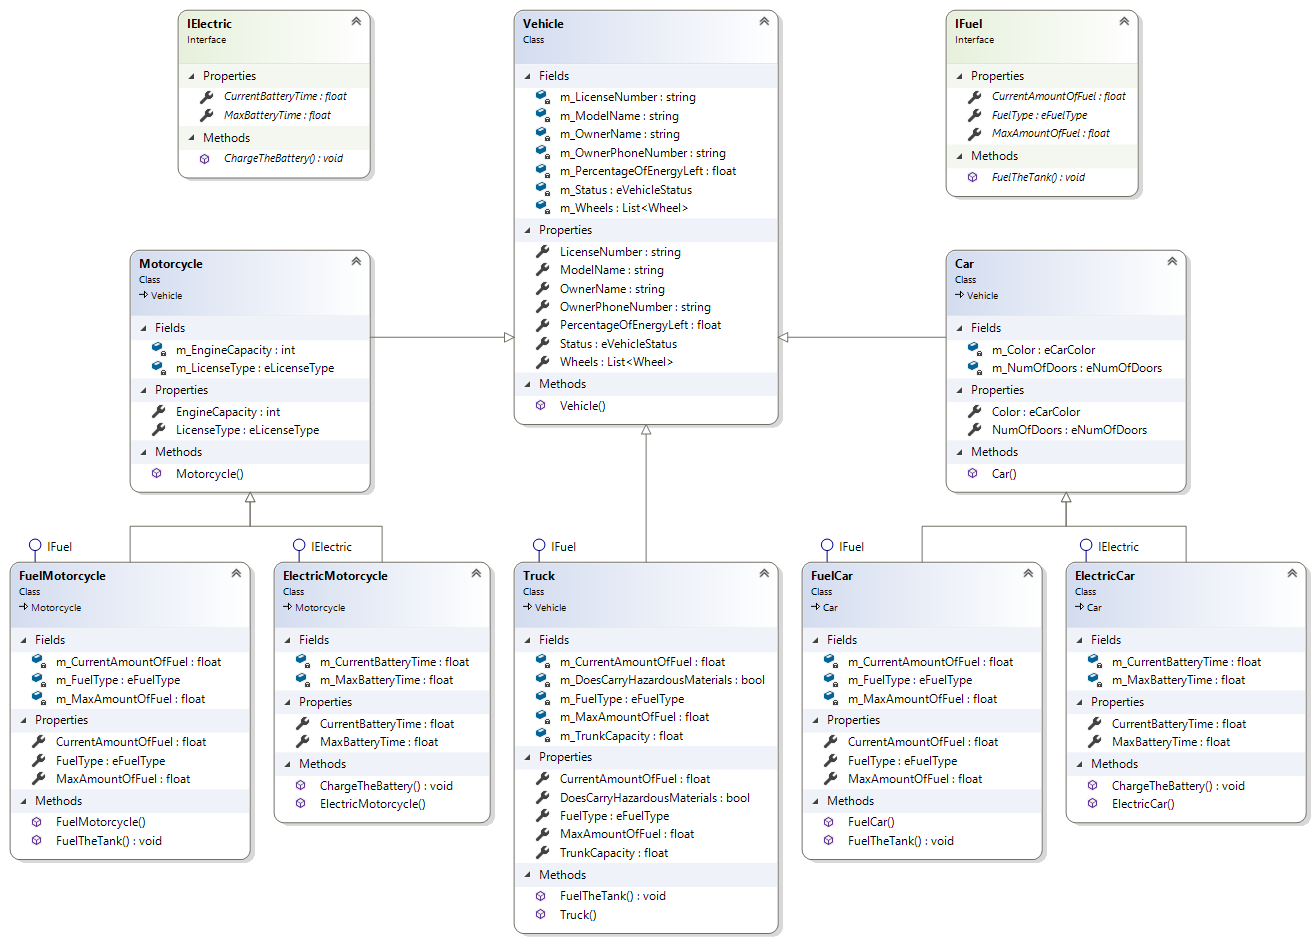 IElectric
Interface
Properties
CurrentBatteryTime : float
MaxBatteryTime : float
Methods
ChargeTheBattery() : void
Vehicle
Class
Fields
m_LicenseNumber : string
m_ModelName : string
m_OwnerName : string
m_OwnerPhoneNumber : string
m_PercentageOfEnergyLeft : float
m_Status : eVehicleStatus
m_Wheels : List<Wheel>
Properties
LicenseNumber : string
ModelName : string
OwnerName : string
OwnerPhoneNumber : string
PercentageOfEnergyLeft : float
Status : eVehicleStatus
Wheels : List<Wheel>
Methods
Vehicle()
IFuel
Interface
Properties
CurrentAmountOfFuel : float
FuelType : eFuelType
MaxAmountOfFuel : float
Methods
FuelTheTank() : void
Motorcycle
Class
Vehicle
Fields
m_EngineCapacity : int
m_LicenseType : eLicenseType
Properties
EngineCapacity : int
LicenseType : eLicenseType
Methods
Motorcycle()
Car
Class
Vehicle
Fields
m_Color : eCarColor
m_NumOfDoors : eNumOfDoors
Properties
Color : eCarColor
NumOfDoors : eNumOfDoors
Methods
Car()
IFuel
FuelMotorcycle
Class
Motorcycle
Fields
m_CurrentAmountOfFuel : float
m_FuelType : eFuelType
m_MaxAmountOfFuel : float
Properties
CurrentAmountOfFuel : float
FuelType : eFuelType
MaxAmountOfFuel : float
Methods
FuelMotorcycle()
FuelTheTank() : void
IElectric
ElectricMotorcycle
Class
Motorcycle
Fields
m_CurrentBatteryTime : float
m_MaxBatteryTime : float
Properties
CurrentBatteryTime : float
MaxBatteryTime : float
Methods
ChargeTheBattery() : void
ElectricMotorcycle()
IFuel
Truck
Class
Vehicle
Fields
m_CurrentAmountOfFuel : float
m_DoesCarryHazardousMaterials : bool
m_FuelType : eFuelType
m_MaxAmountOfFuel : float
m_TrunkCapacity : float
Properties
CurrentAmountOfFuel : float
DoesCarryHazardousMaterials : bool
FuelType : eFuelType
MaxAmountOfFuel : float
TrunkCapacity : float
Methods
FuelTheTank() : void
Truck()
IFuel
FuelCar
Class
Car
Fields
m_CurrentAmountOfFuel : float
m_FuelType : eFuelType
m_MaxAmountOfFuel : float
Properties
CurrentAmountOfFuel : float
FuelType : eFuelType
MaxAmountOfFuel : float
Methods
FuelCar()
FuelTheTank() : void
IElectric
ElectricCar
Class
Car
Fields
m_CurrentBatteryTime : float
m_MaxBatteryTime : float
Properties
CurrentBatteryTime : float
MaxBatteryTime : float
Methods
ChargeTheBattery() : void
ElectricCar()